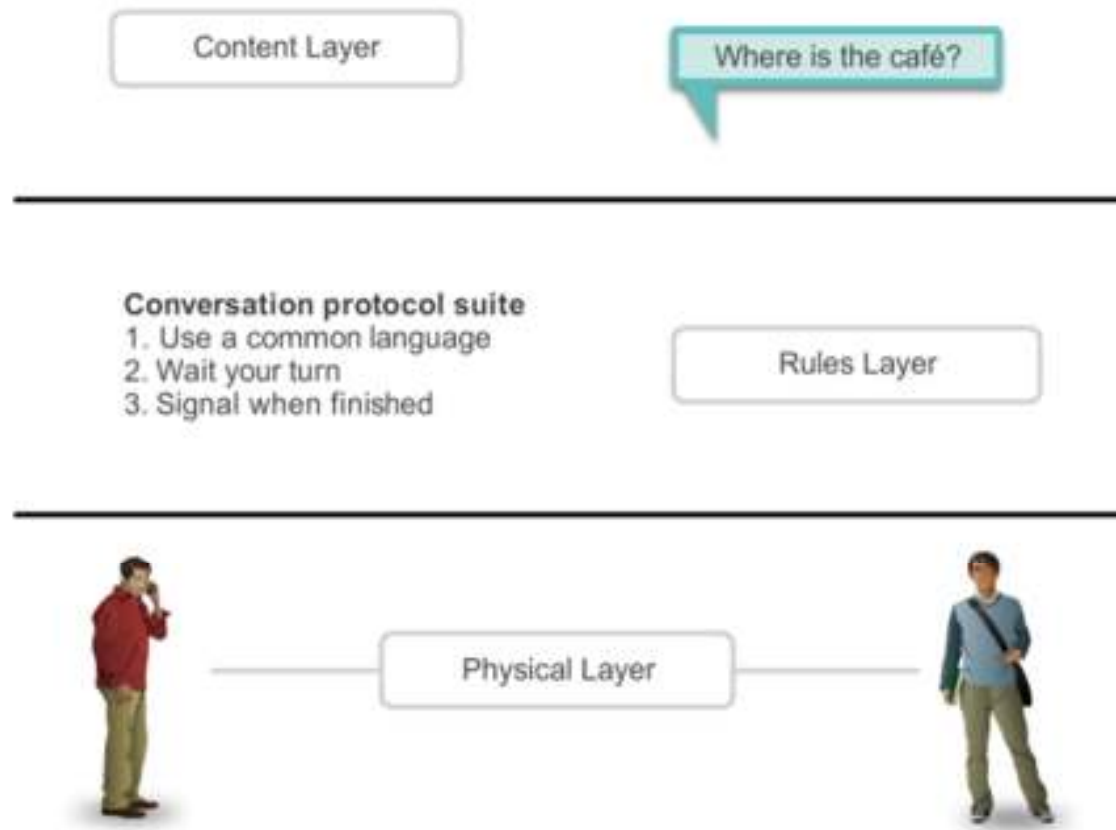 Content Layer
Where is the café?
Conversation protocol suite
1. Use a common language
2. Wait your turn
3. Signal when finished
Rules Layer
Physical Layer